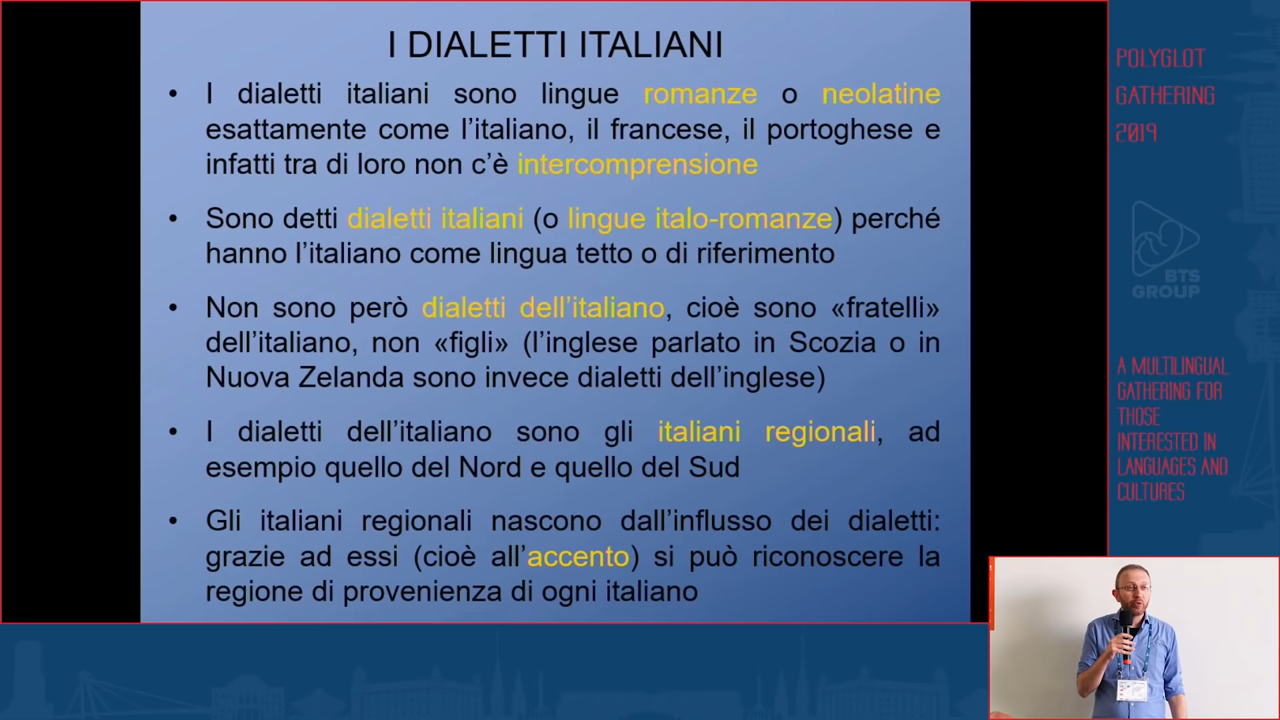 I DIALETTI ITALIANI
• I dialetti italiani sono lingue romanze o neolatine
esattamente come l'italiano, il francese, il portoghese e
infatti tra di loro non c'è intercomprensione
• Sono detti dialetti italiani (o lingue italo-romanze) perché
hanno l'italiano come lingua tetto o di riferimento
• Non sono però dialetti dell'italiano, cioè sono «fratelli»
dell'italiano, non «figli» (l'inglese parlato in Scozia o in
Nuova Zelanda sono invece dialetti dell'inglese)
• I dialetti dell'italiano sono gli italiani regionali, ad
esempio quello del Nord e quello del Sud
• Gli italiani regionali nascono dall'influsso dei dialetti:
grazie ad essi (cioè all'accento) si può riconoscere la
regione di provenienza di ogni italiano
POLYGLOT
GATHERING
2019
BTS
GROUP
A MULTILINGUAL
GATHERING FOR
THOSE
INTERESTED IN
LANGUAGES AND
CULTURES